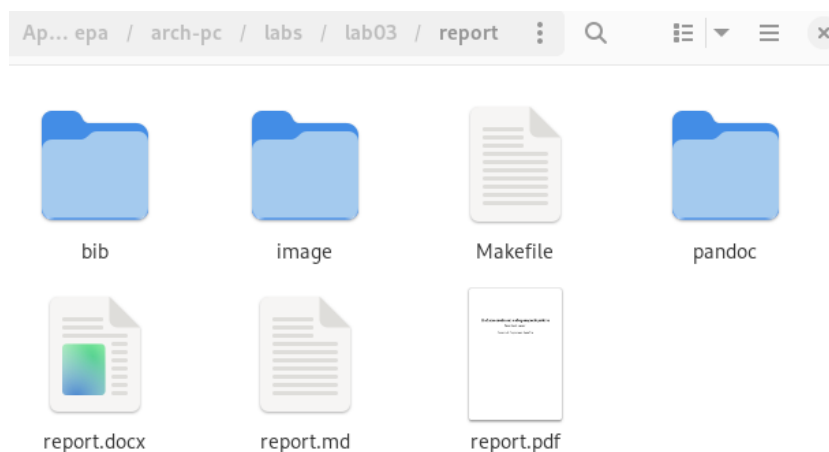 Ap... epa / arch-pc / labs / lab03 / report
bib image Makefile pandoc
report.docx report.md report.pdf